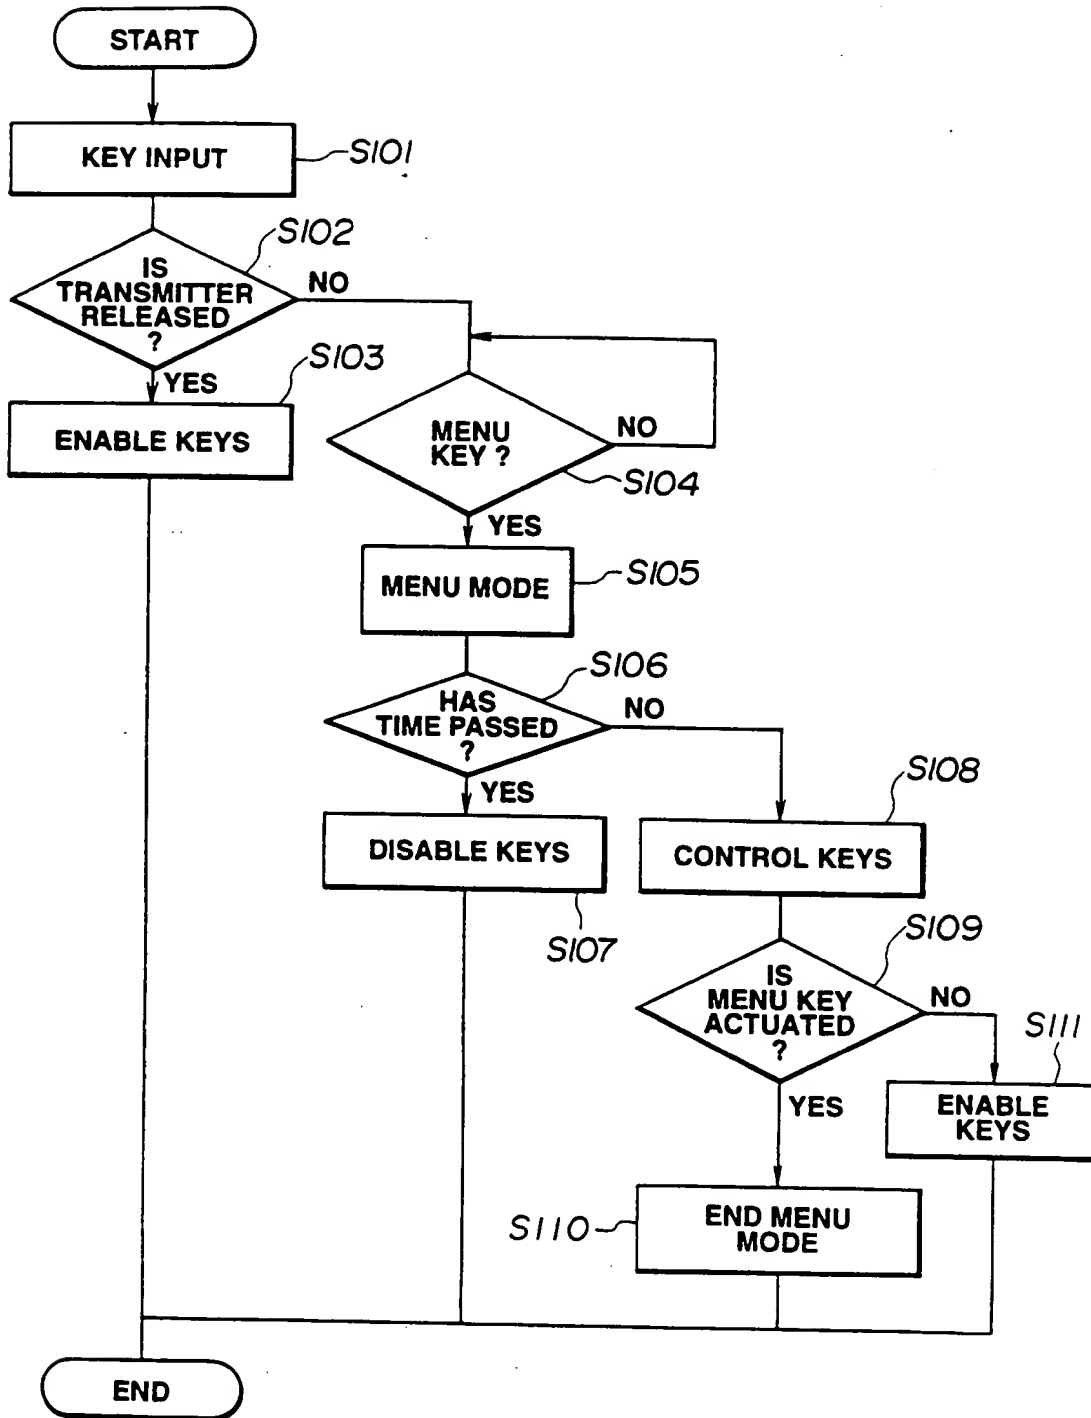 START
KEY INPUT
S101
S102
IS
TRANSMITTER
RELEASED
?
NO
YES
S103
ENABLE KEYS
MENU
KEY ?
NO
S104
YES
MENU MODE
S105
S106
HAS
TIME PASSED
?
NO
YES
S108
DISABLE KEYS
CONTROL KEYS
S107
S109
IS
MENU KEY
ACTUATED
?
NO
S111
YES
ENABLE
KEYS
S110
END MENU
MODE
END